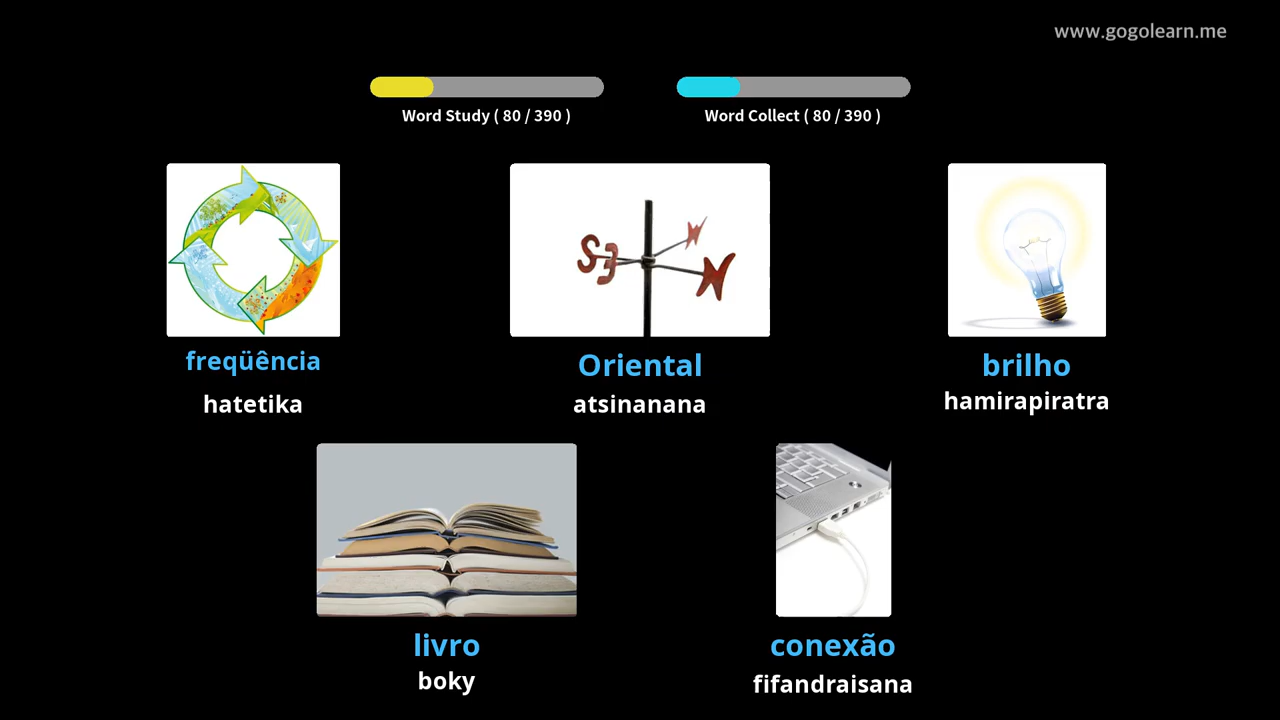 www.gogolearn.me
Word Study ( 80 / 390 )
Word Collect ( 80 / 390 )
freqüência
hatetika
Oriental
atsinanana
brilho
hamirapiratra
livro
boky
conexão
fifandraisana